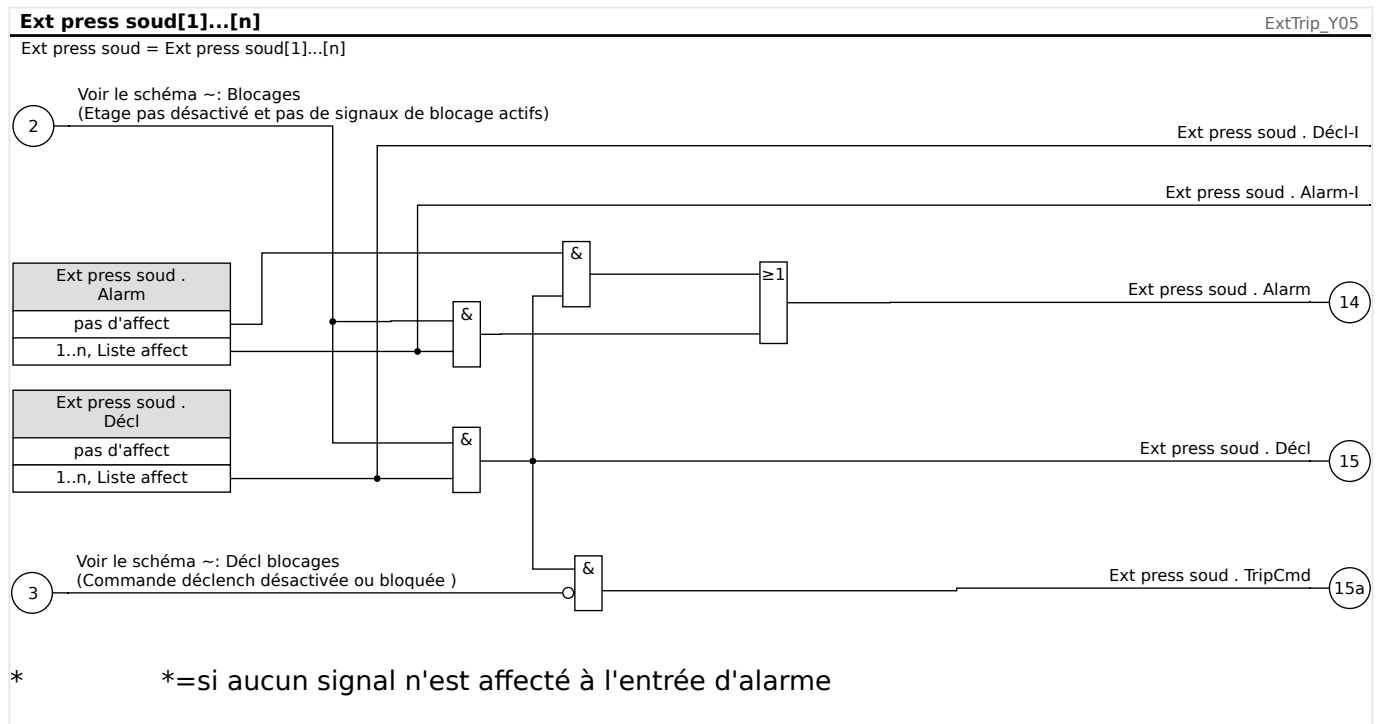 Ext press soud[1]...[n]
ExtTrip_Y05
Ext press soud = Ext press soud[1]...[n]
Voir le schéma ~: Blocages
(Etage pas désactivé et pas de signaux de blocage actifs)
2
Ext press soud . Décl-I
Ext press soud . Alarm-I
&
Ext press soud .
Alarm
≥1
pas d'affect
1..n, Liste affect
&
Ext press soud . Alarm
14
Ext press soud .
Décl
pas d'affect
1..n, Liste affect
&
Ext press soud . Décl
15
Voir le schéma ~: Décl blocages
(Commande déclench désactivée ou bloquée )
3
&
Ext press soud . TripCmd
15a
* *=si aucun signal n'est affecté à l'entrée d'alarme